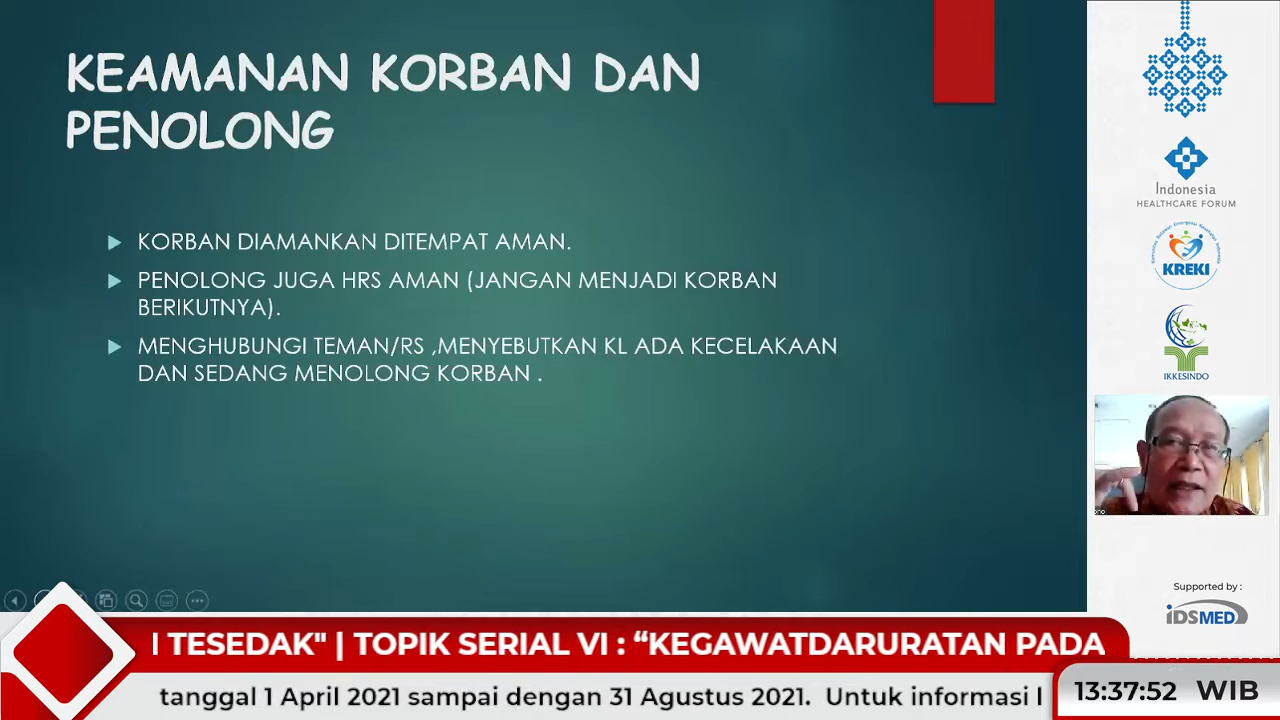 KEAMANAN KORBAN DAN
PENOLONG
KORBAN DIAMANKAN DITEMPAT AMAN.
PENOLONG JUGA HRS AMAN (JANGAN MENJADI KORBAN
BERIKUTNYA).
MENGHUBUNGI TEMAN/RS ,MENYEBUTKAN KL ADA KECELAKAAN
DAN SEDANG MENOLONG KORBAN .
Indonesia
HEALTHCARE FORUM
KREKI
IKKESINDO
Supported by :
iDSMED
I TESEDAK" | TOPIK SERIAL VI : “KEGAWATDARURATAN PADA
tanggal 1 April 2021 sampai dengan 31 Agustus 2021. Untuk informasi l
13:37:52 WIB